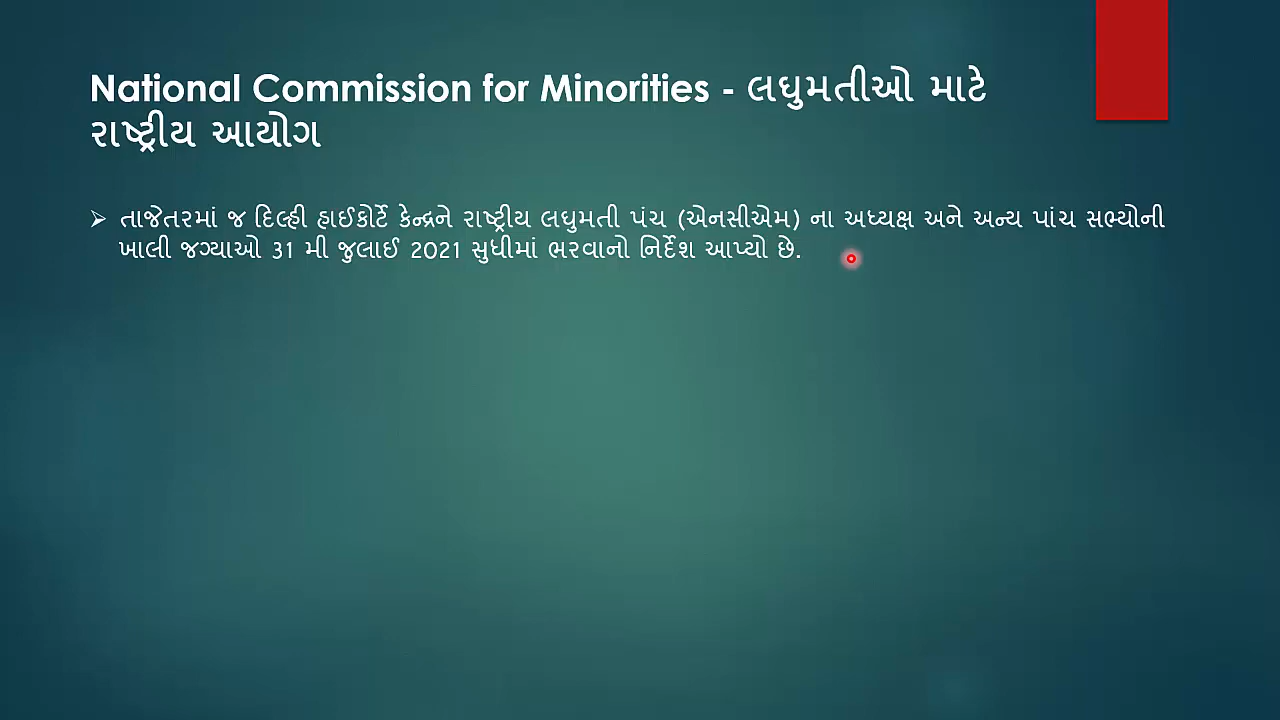 National Commission for Minorities - લઘુમતીઓ માટે
રાષ્ટ્રીય આયોગ
તાજેતરમાં જ દિલ્હી હાઈકોર્ટે કેન્દ્રને રાષ્ટ્રીય લઘુમતી પંચ (એનસીએમ) ના અધ્યક્ષ અને અન્ય પાંચ સભ્યોની
ખાલી જગ્યાઓ 31 મી જુલાઈ 2021 સુધીમાં ભરવાનો નિર્દેશ આપ્યો છે.